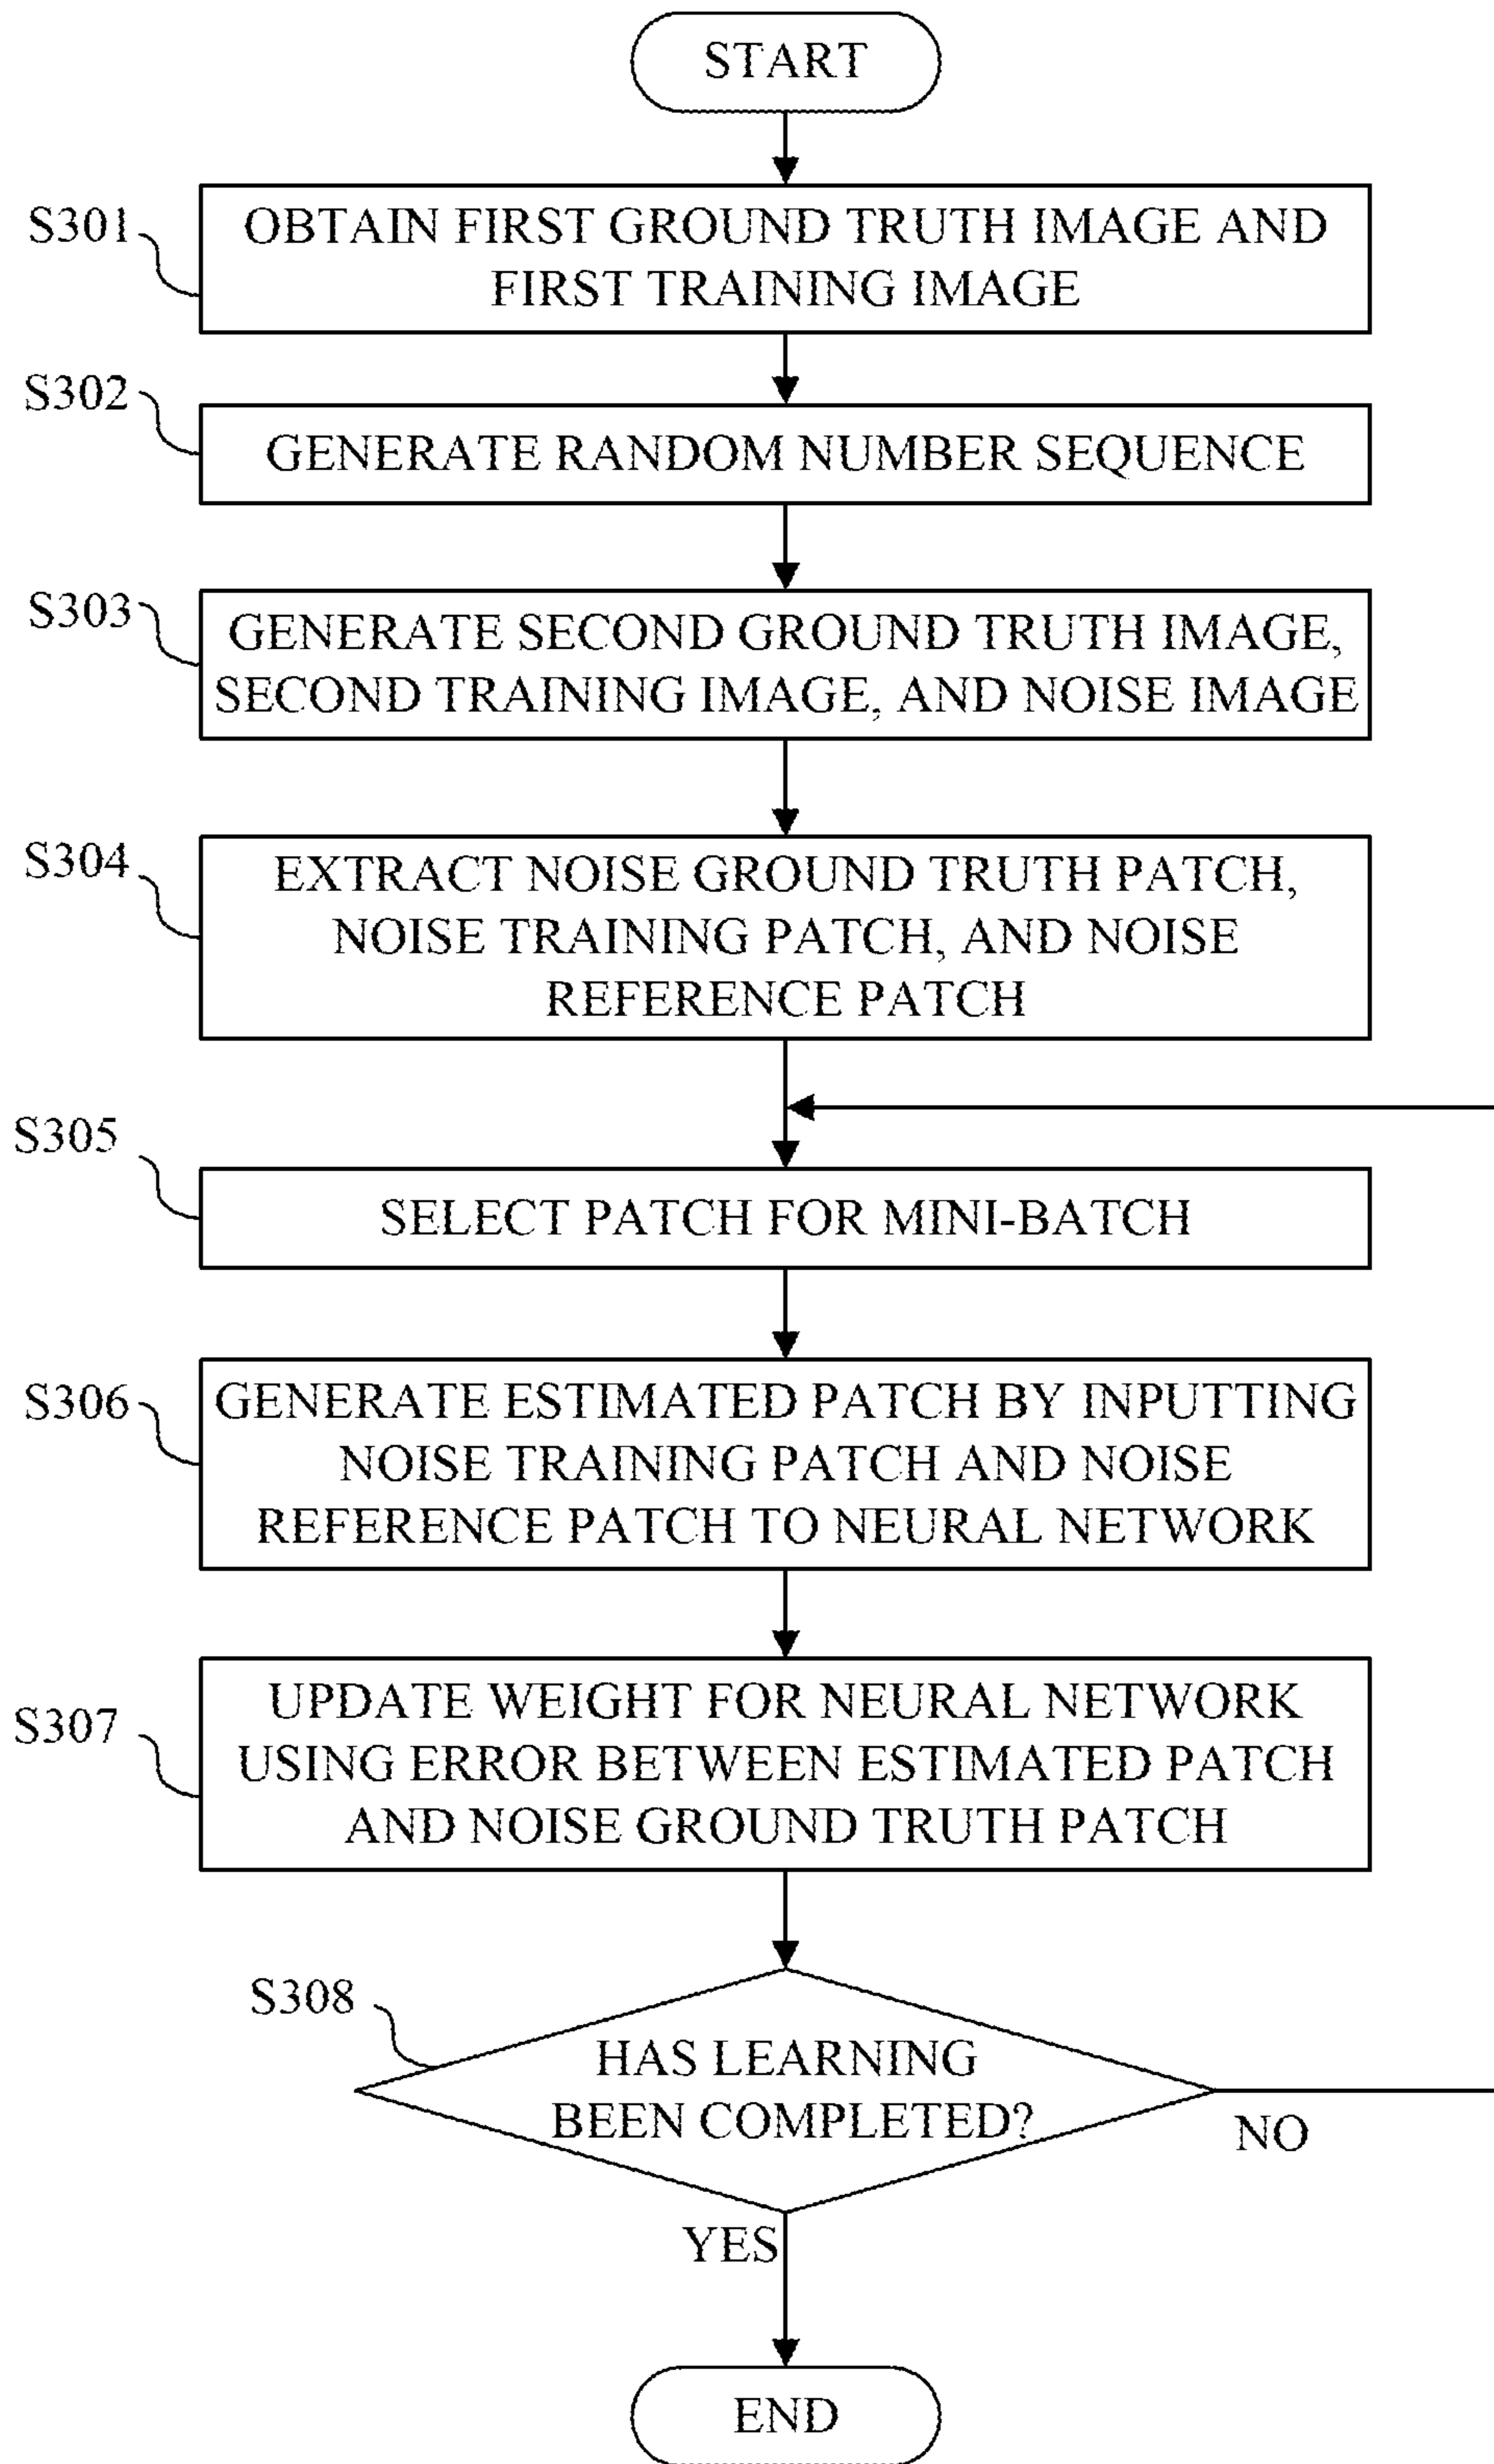 START
S301
OBTAIN FIRST GROUND TRUTH IMAGE AND
FIRST TRAINING IMAGE
S302
GENERATE RANDOM NUMBER SEQUENCE
S303
GENERATE SECOND GROUND TRUTH IMAGE,
SECOND TRAINING IMAGE, AND NOISE IMAGE
S304
EXTRACT NOISE GROUND TRUTH PATCH,
NOISE TRAINING PATCH, AND NOISE
REFERENCE PATCH
S305
SELECT PATCH FOR MINI-BATCH
S306
GENERATE ESTIMATED PATCH BY INPUTTING
NOISE TRAINING PATCH AND NOISE
REFERENCE PATCH TO NEURAL NETWORK
S307
UPDATE WEIGHT FOR NEURAL NETWORK
USING ERROR BETWEEN ESTIMATED PATCH
AND NOISE GROUND TRUTH PATCH
S308
HAS LEARNING
BEEN COMPLETED?
NO
YES
END